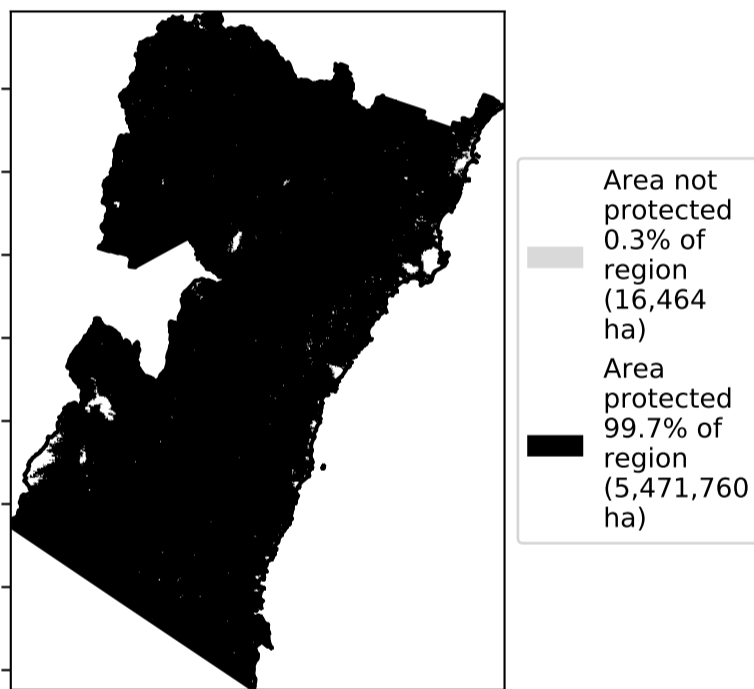 Area not
protected
0.3% of
region
(16,464
ha)
Area
protected
99.7% of
region
(5,471,760
ha)